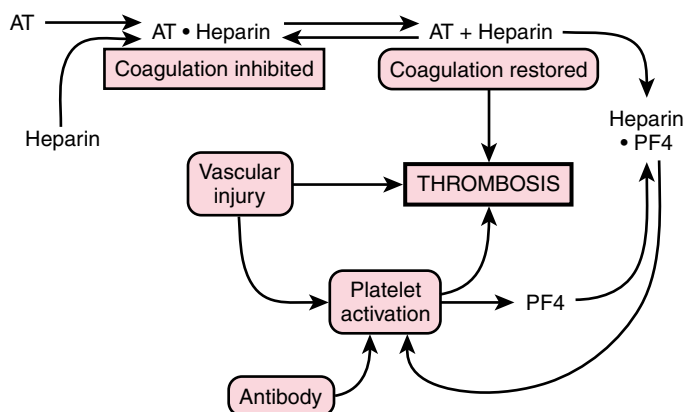 AT
AT • Heparin
AT + Heparin
Coagulation inhibited
Coagulation restored
Heparin
Heparin
• PF4
Vascular
injury
THROMBOSIS
Platelet
activation
PF4
Antibody